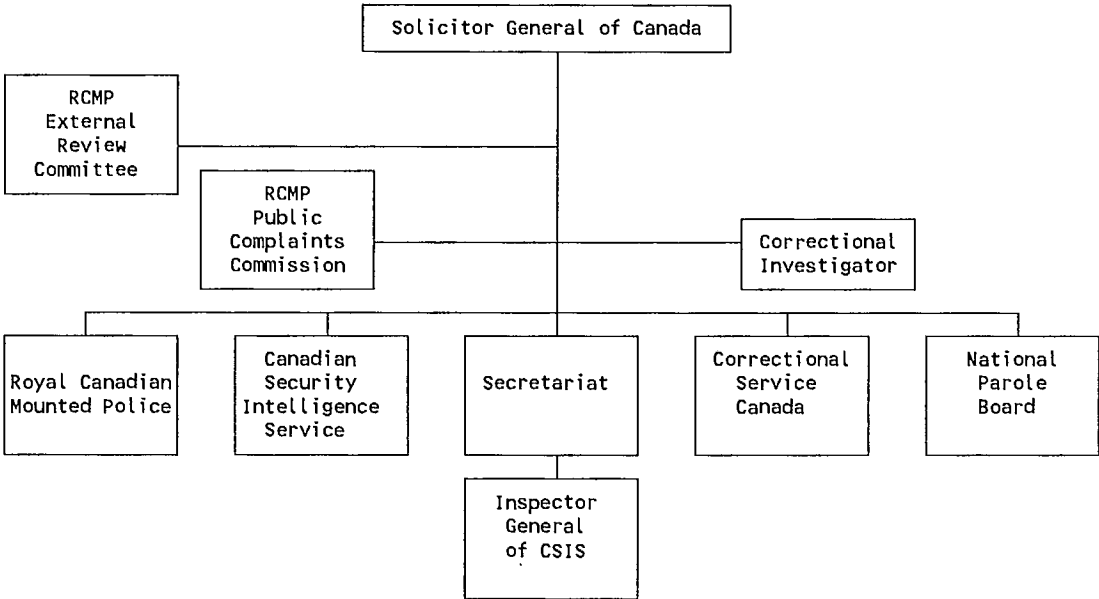 Solicitor General of Canada
RCMP
External
Review
Committee
RCMP
Public
Complaints
Commission
Correctional
Investigator
Royal Canadian
Mounted Police
Canadian
Security
Intelligence
Service
Secretariat
Correctional
Service
Canada
National
Parole
Board
Inspector
General
of CSIS